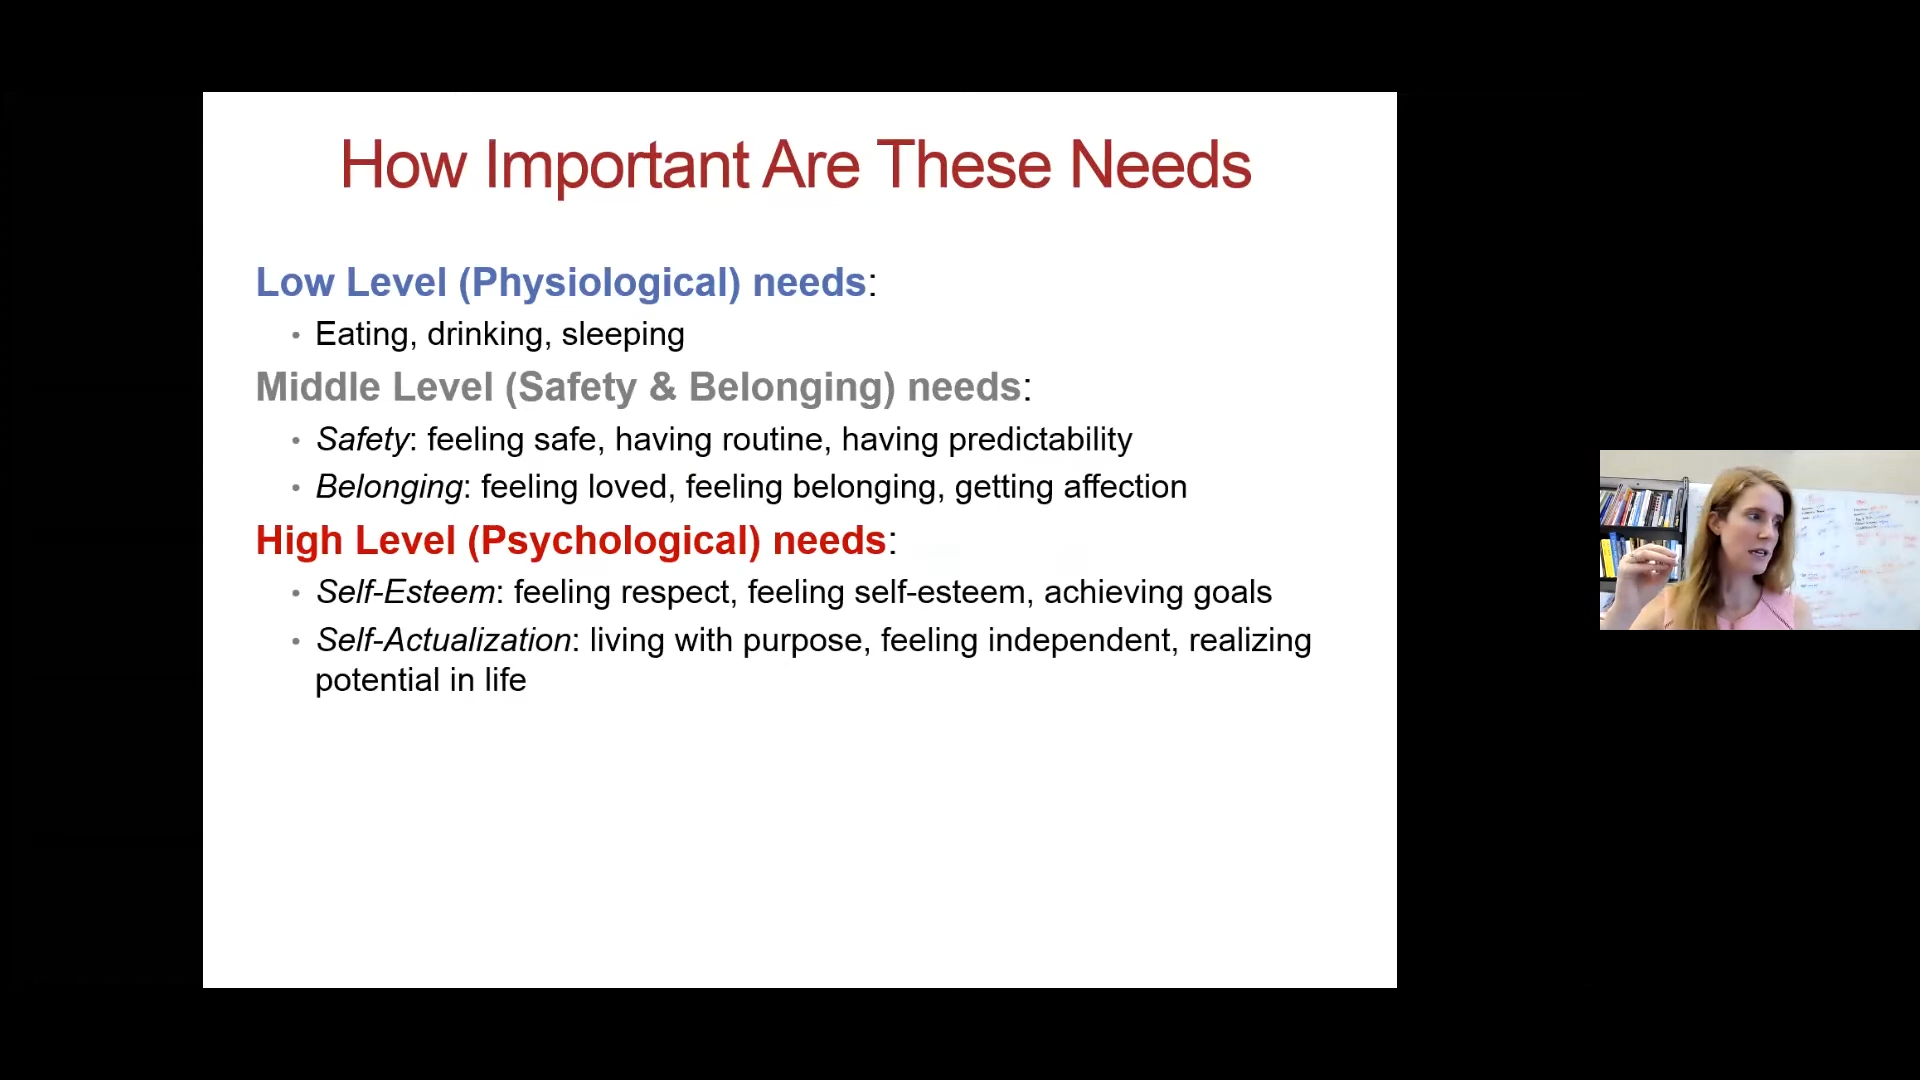 How Important Are These Needs
Low Level (Physiological) needs:
• Eating, drinking, sleeping
Middle Level (Safety & Belonging) needs:
• Safety: feeling safe, having routine, having predictability
• Belonging: feeling loved, feeling belonging, getting affection
High Level (Psychological) needs:
• Self-Esteem: feeling respect, feeling self-esteem, achieving goals
• Self-Actualization: living with purpose, feeling independent, realizing
potential in life